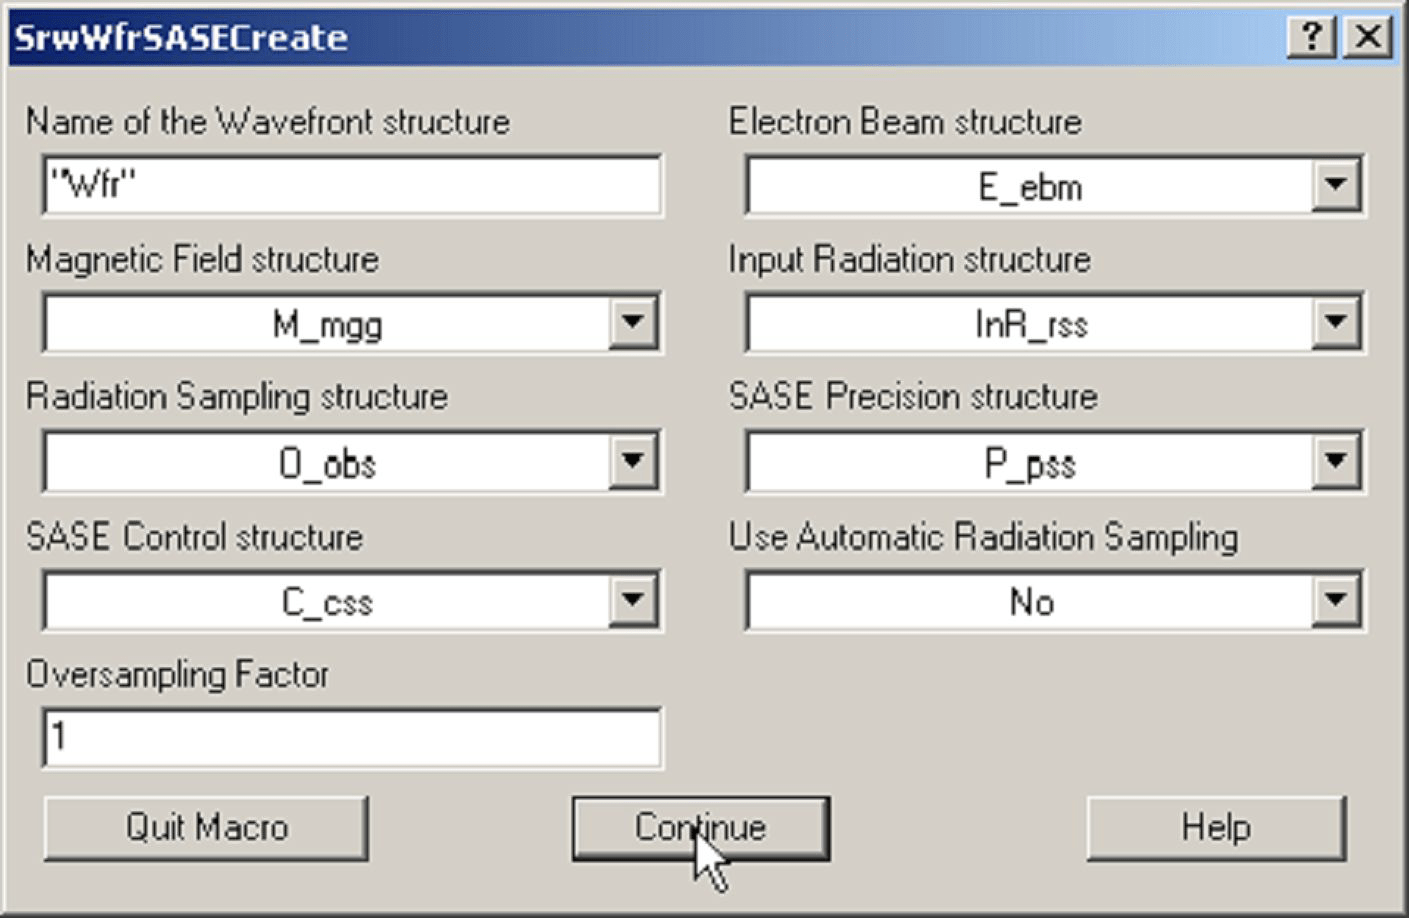 SrwWfrSASECreate
Name of the Wavefront structure
Electron Beam structure
"Wfr"
E_ebm
Magnetic Field structure
Input Radiation structure
M_mgg
InR_rss
Radiation Sampling structure
SASE Precision structure
O_obs
P_pss
SASE Control structure
Use Automatic Radiation Sampling
C_css
No
Oversampling Factor
1
Quit Macro
Continue
Help